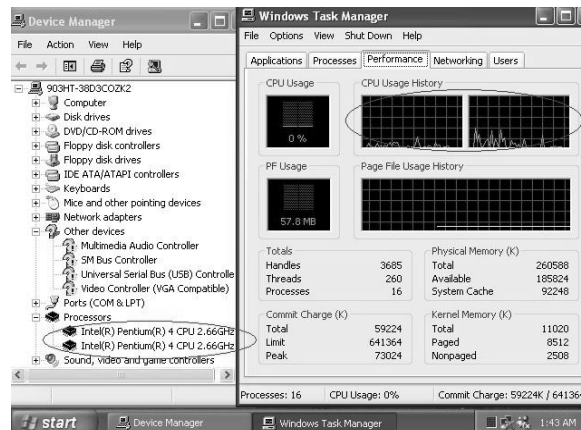 Device Manager
File Action View Help
903HT-38D3COZK2
Computer
Disk drives
DVD/CD-ROM drives
Floppy disk controllers
Floppy disk drives
IDE ATA/ATAPI controllers
Keyboards
Mice and other pointing devices
Network adapters
Other devices
Multimedia Audio Controller
SM Bus Controller
Universal Serial Bus (USB) Controlle
Video Controller (VGA Compatible)
Ports (COM & LPT)
Processors
Intel(R) Pentium(R) 4 CPU 2.66GHz
Intel(R) Pentium(R) 4 CPU 2.66GHz
Sound, video and game controllers
Windows Task Manager
File Options View Shut Down Help
Applications Processes Performance Networking Users
CPU Usage CPU Usage History
0 %
PF Usage Page File Usage History
57.8 MB
Totals
Handles 3685
Threads 260
Processes 16
Physical Memory (K)
Total 260588
Available 185824
System Cache 92248
Commit Charge (K)
Total 59224
Limit 641364
Peak 73024
Kernel Memory (K)
Total 11020
Paged 8512
Nonpaged 2508
Processes: 16 CPU Usage: 0% Commit Charge: 59224K / 64136
start Device Manager Windows Task Manager 1:43 AM